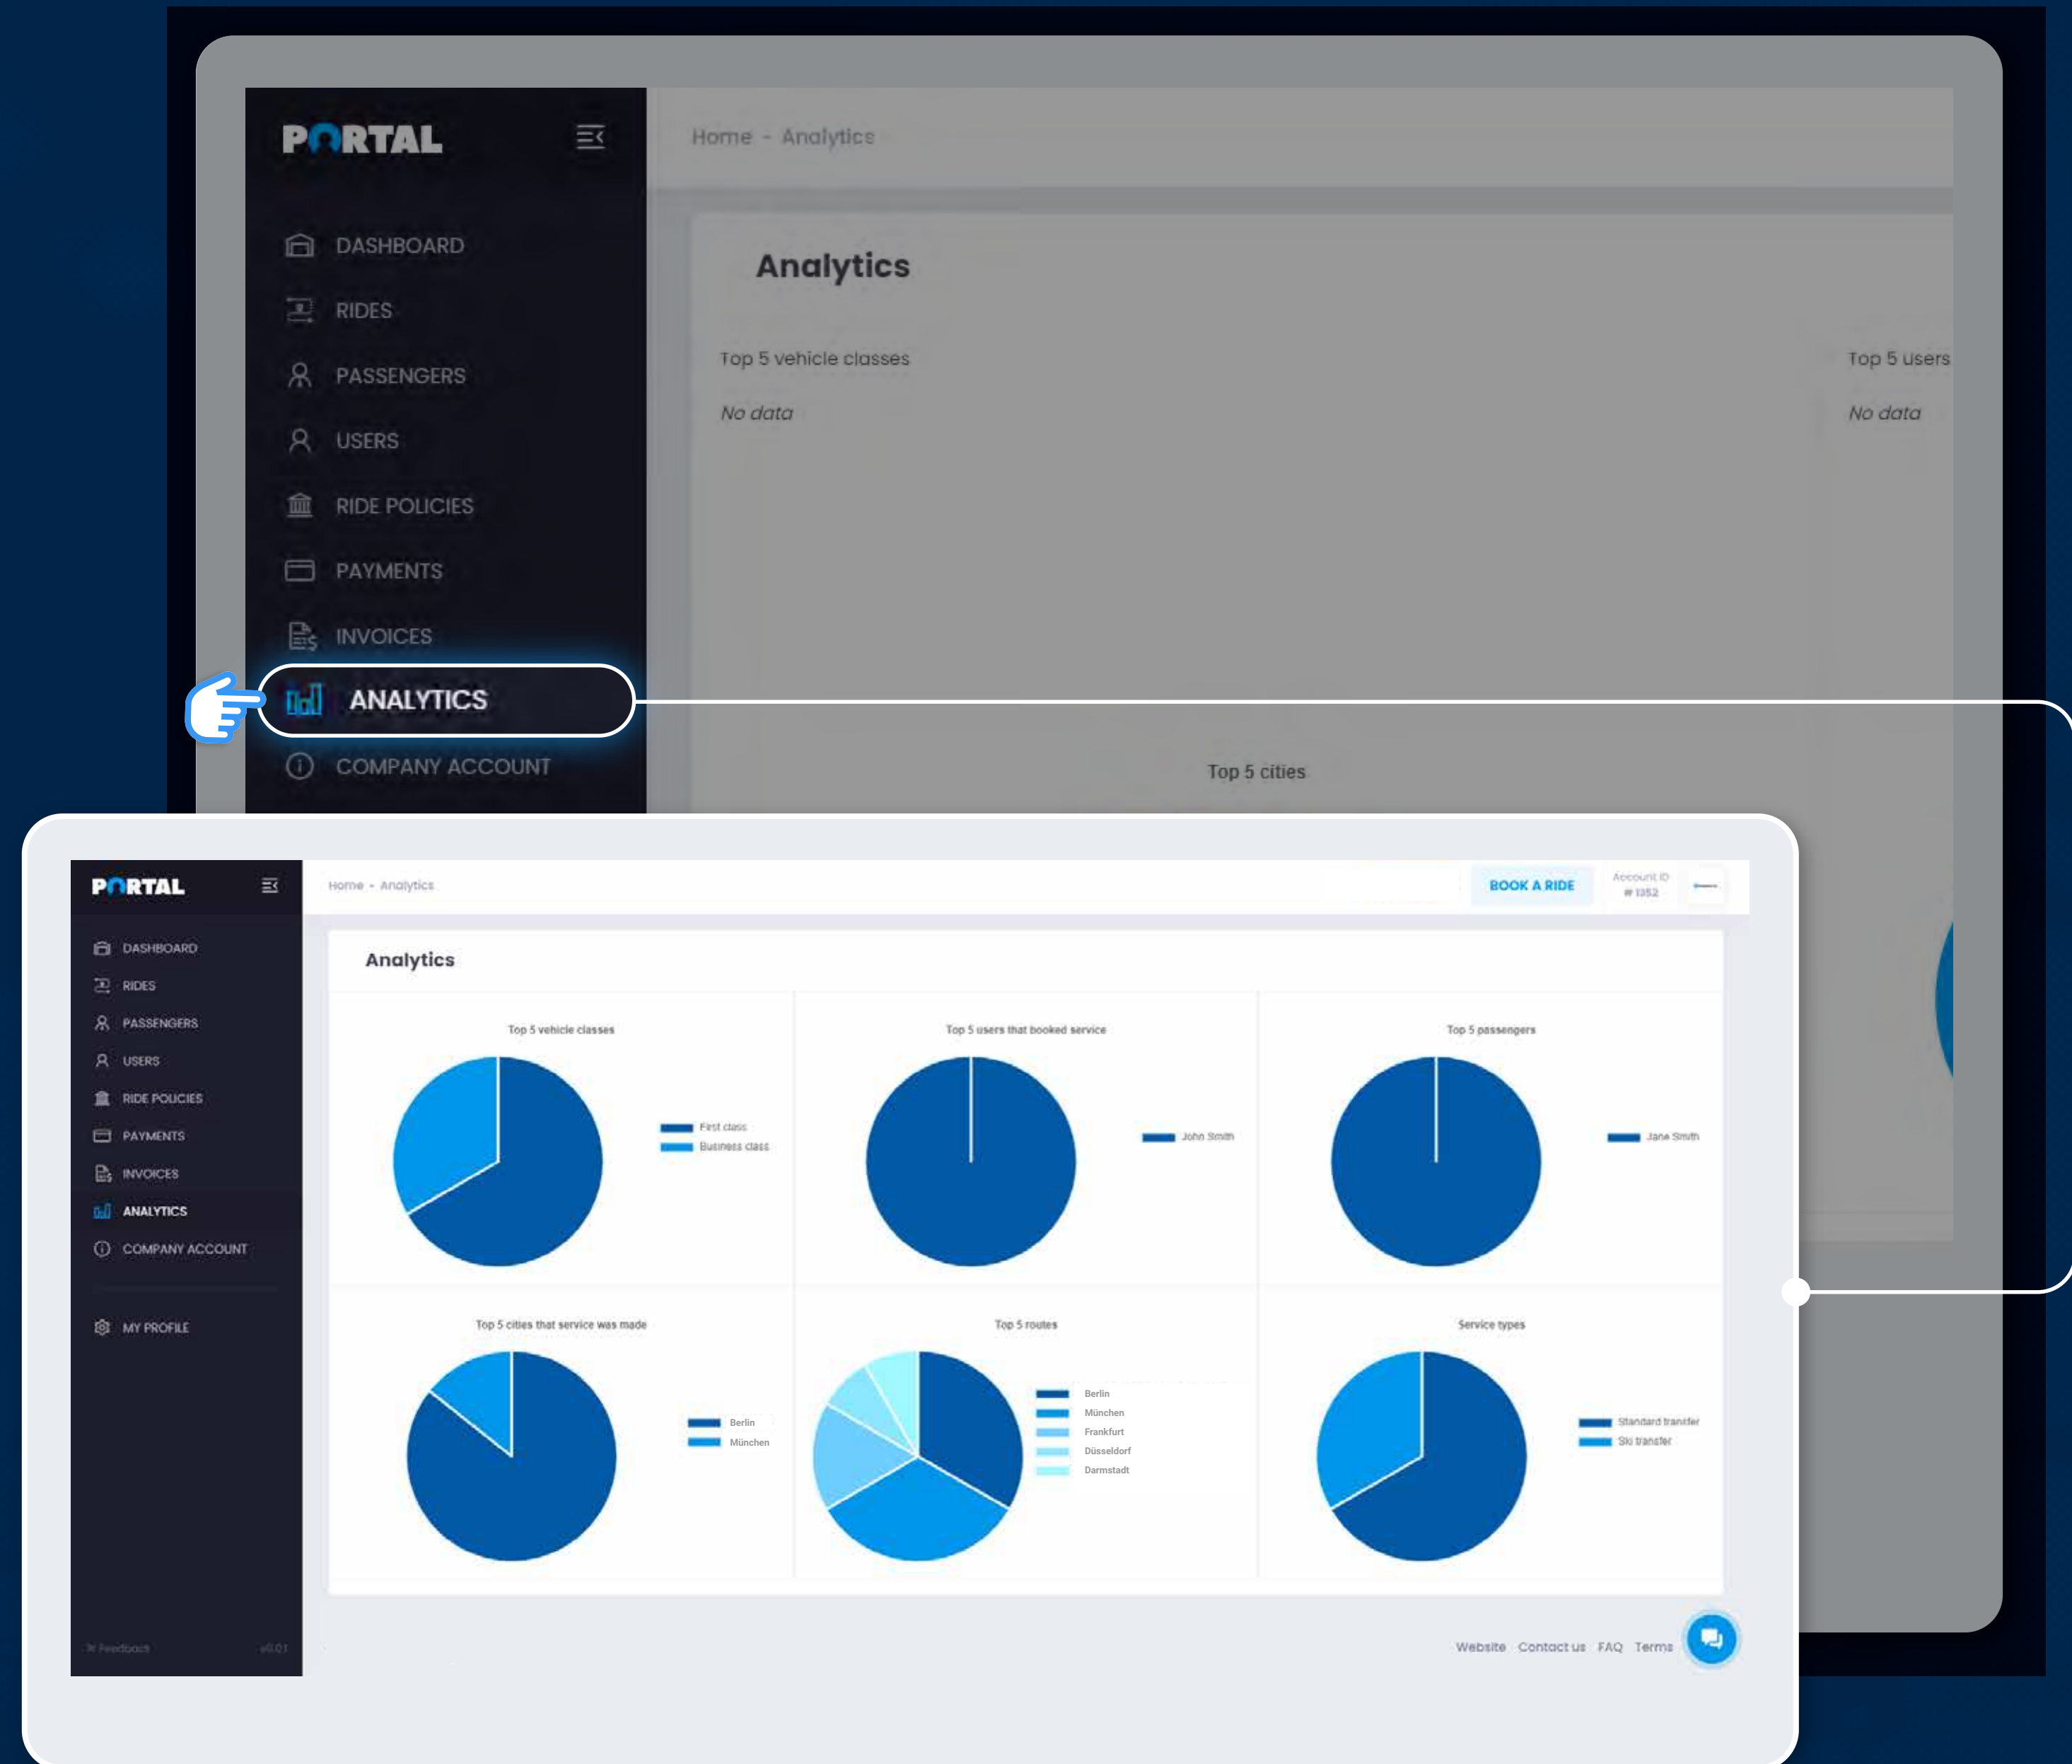 PORTAL
Home - Analytics
DASHBOARD
RIDES
PASSENGERS
USERS
RIDE POLICIES
PAYMENTS
INVOICES
ANALYTICS
COMPANY ACCOUNT
Analytics
Top 5 vehicle classes
No data
Top 5 users
No data
Top 5 cities
PORTAL
Home - Analytics
BOOK A RIDE
Account ID
# 1352
DASHBOARD
RIDES
PASSENGERS
USERS
RIDE POLICIES
PAYMENTS
INVOICES
ANALYTICS
COMPANY ACCOUNT
MY PROFILE
Feedback
v0.0.1
Analytics
Top 5 vehicle classes
First class
Business class
Top 5 users that booked service
John Smith
Top 5 passengers
Jane Smith
Top 5 cities that service was made
Berlin
München
Top 5 routes
Berlin
München
Frankfurt
Düsseldorf
Darmstadt
Service types
Standard transfer
Ski transfer
Website Contact us FAQ Terms